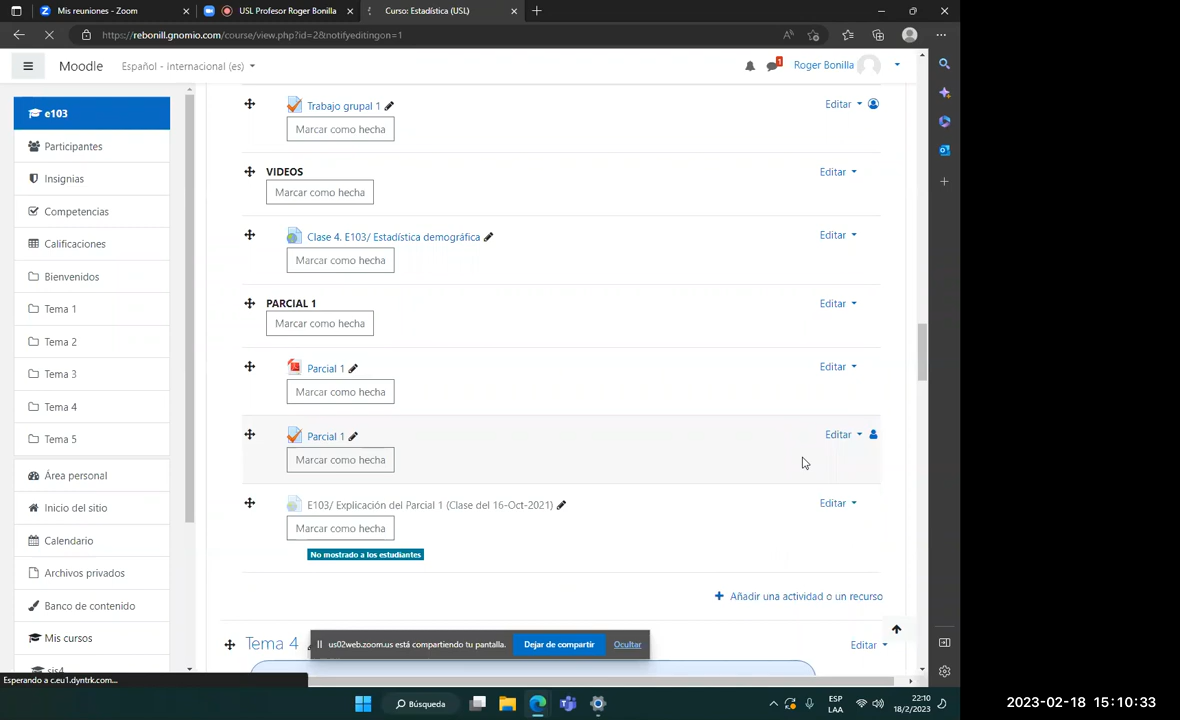 Mis reuniones - Zoom
USL Profesor Roger Bonilla
Curso: Estadística (USL)
https://rebonill.gnomio.com/course/view.php?id=2&notifyeditingon=1
Moodle
Español - Internacional (es)
1
Roger Bonilla
e103
Participantes
Insignias
Competencias
Calificaciones
Bienvenidos
Tema 1
Tema 2
Tema 3
Tema 4
Tema 5
Área personal
Inicio del sitio
Calendario
Archivos privados
Banco de contenido
Mis cursos
sis4
Trabajo grupal 1
Editar
Marcar como hecha
VIDEOS
Editar
Marcar como hecha
Clase 4. E103/ Estadística demográfica
Editar
Marcar como hecha
PARCIAL 1
Editar
Marcar como hecha
Parcial 1
Editar
Marcar como hecha
Parcial 1
Editar
Marcar como hecha
E103/ Explicación del Parcial 1 (Clase del 16-Oct-2021)
Editar
Marcar como hecha
No mostrado a los estudiantes
Añadir una actividad o un recurso
Tema 4
Editar
us02web.zoom.us está compartiendo tu pantalla.
Dejar de compartir
Ocultar
Esperando a c.eu1.dyntrk.com...
Búsqueda
ESP
LAA
22:10
18/2/2023
2023-02-18 15:10:33